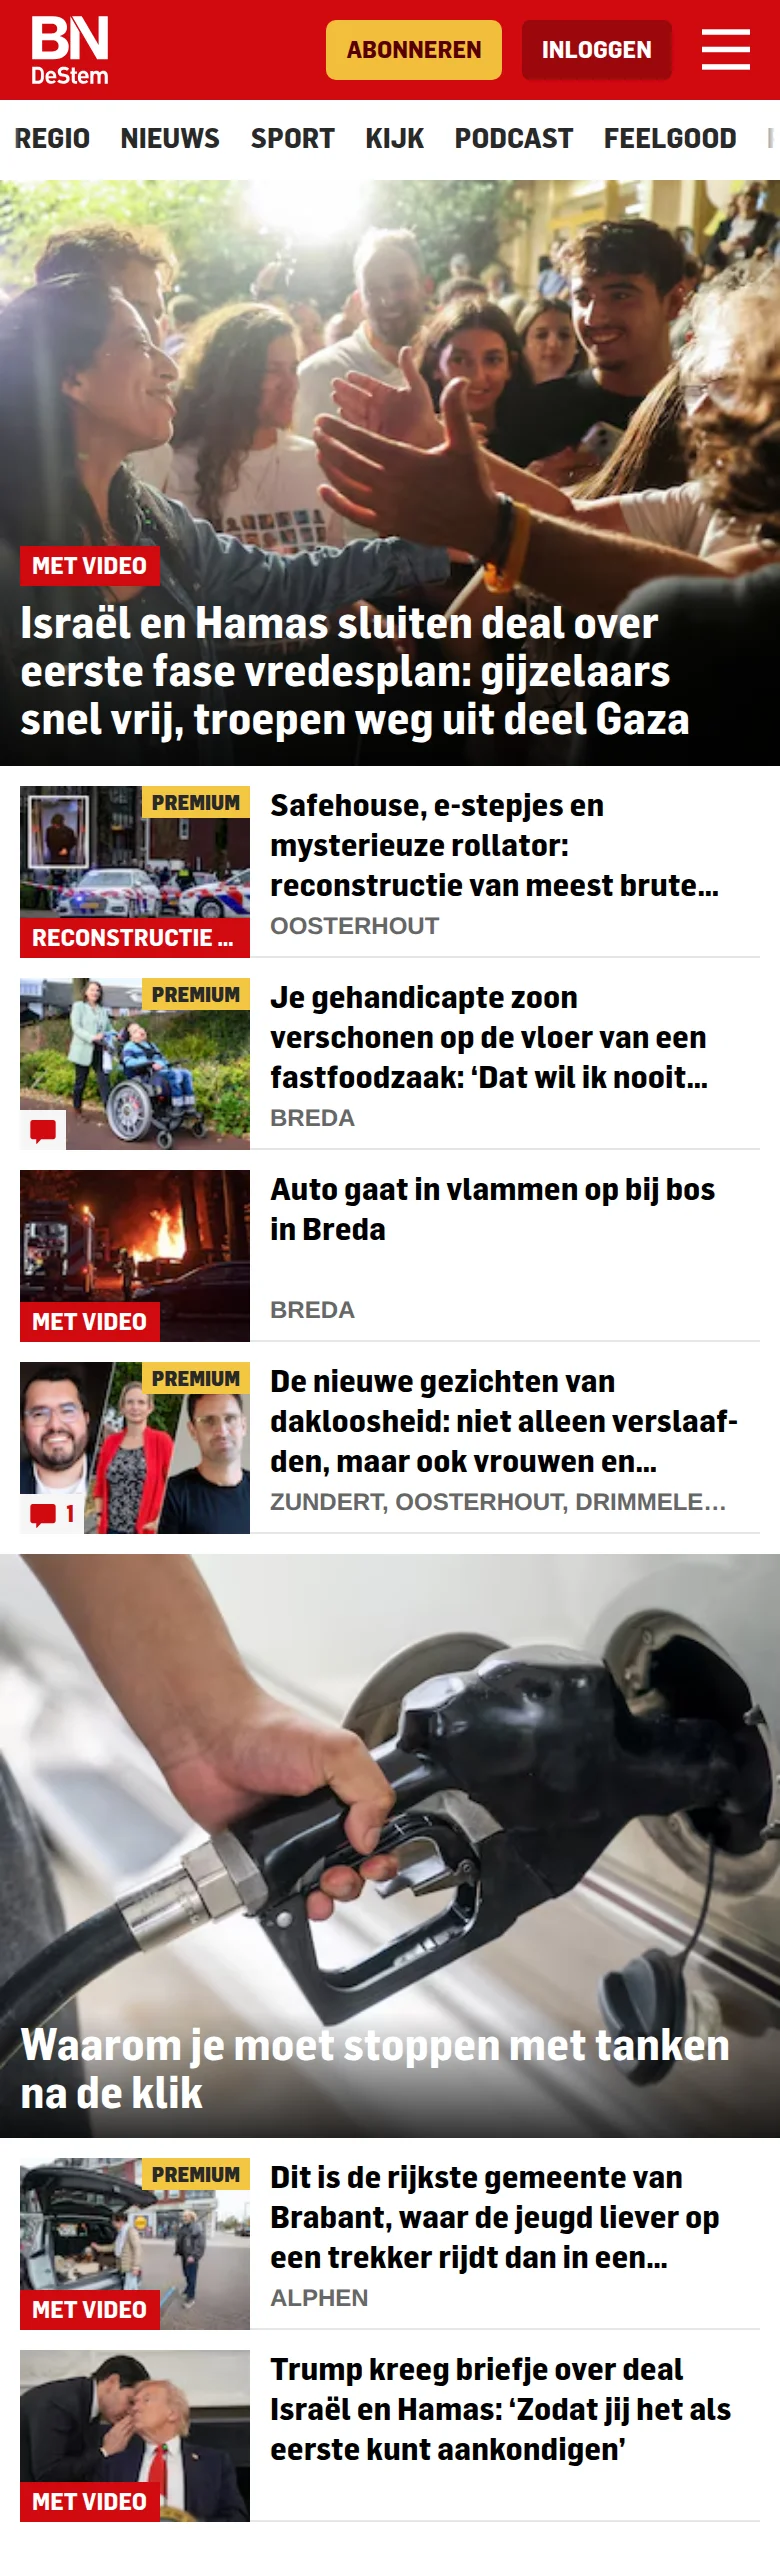 BN
DeStem
ABONNEREN
INLOGGEN
REGIO NIEUWS SPORT KIJK PODCAST FEELGOOD
MET VIDEO
Israël en Hamas sluiten deal over
eerste fase vredesplan: gijzelaars
snel vrij, troepen weg uit deel Gaza
PREMIUM
RECONSTRUCTIE ...
Safehouse, e-stepjes en
mysterieuze rollator:
reconstructie van meest brute...
OOSTERHOUT
PREMIUM
Je gehandicapte zoon
verschonen op de vloer van een
fastfoodzaak: ‘Dat wil ik nooit...
BREDA
MET VIDEO
Auto gaat in vlammen op bij bos
in Breda
BREDA
PREMIUM
1
De nieuwe gezichten van
dakloosheid: niet alleen verslaaf-
den, maar ook vrouwen en...
ZUNDERT, OOSTERHOUT, DRIMMELE...
Waarom je moet stoppen met tanken
na de klik
PREMIUM
MET VIDEO
Dit is de rijkste gemeente van
Brabant, waar de jeugd liever op
een trekker rijdt dan in een...
ALPHEN
MET VIDEO
Trump kreeg briefje over deal
Israël en Hamas: ‘Zodat jij het als
eerste kunt aankondigen’